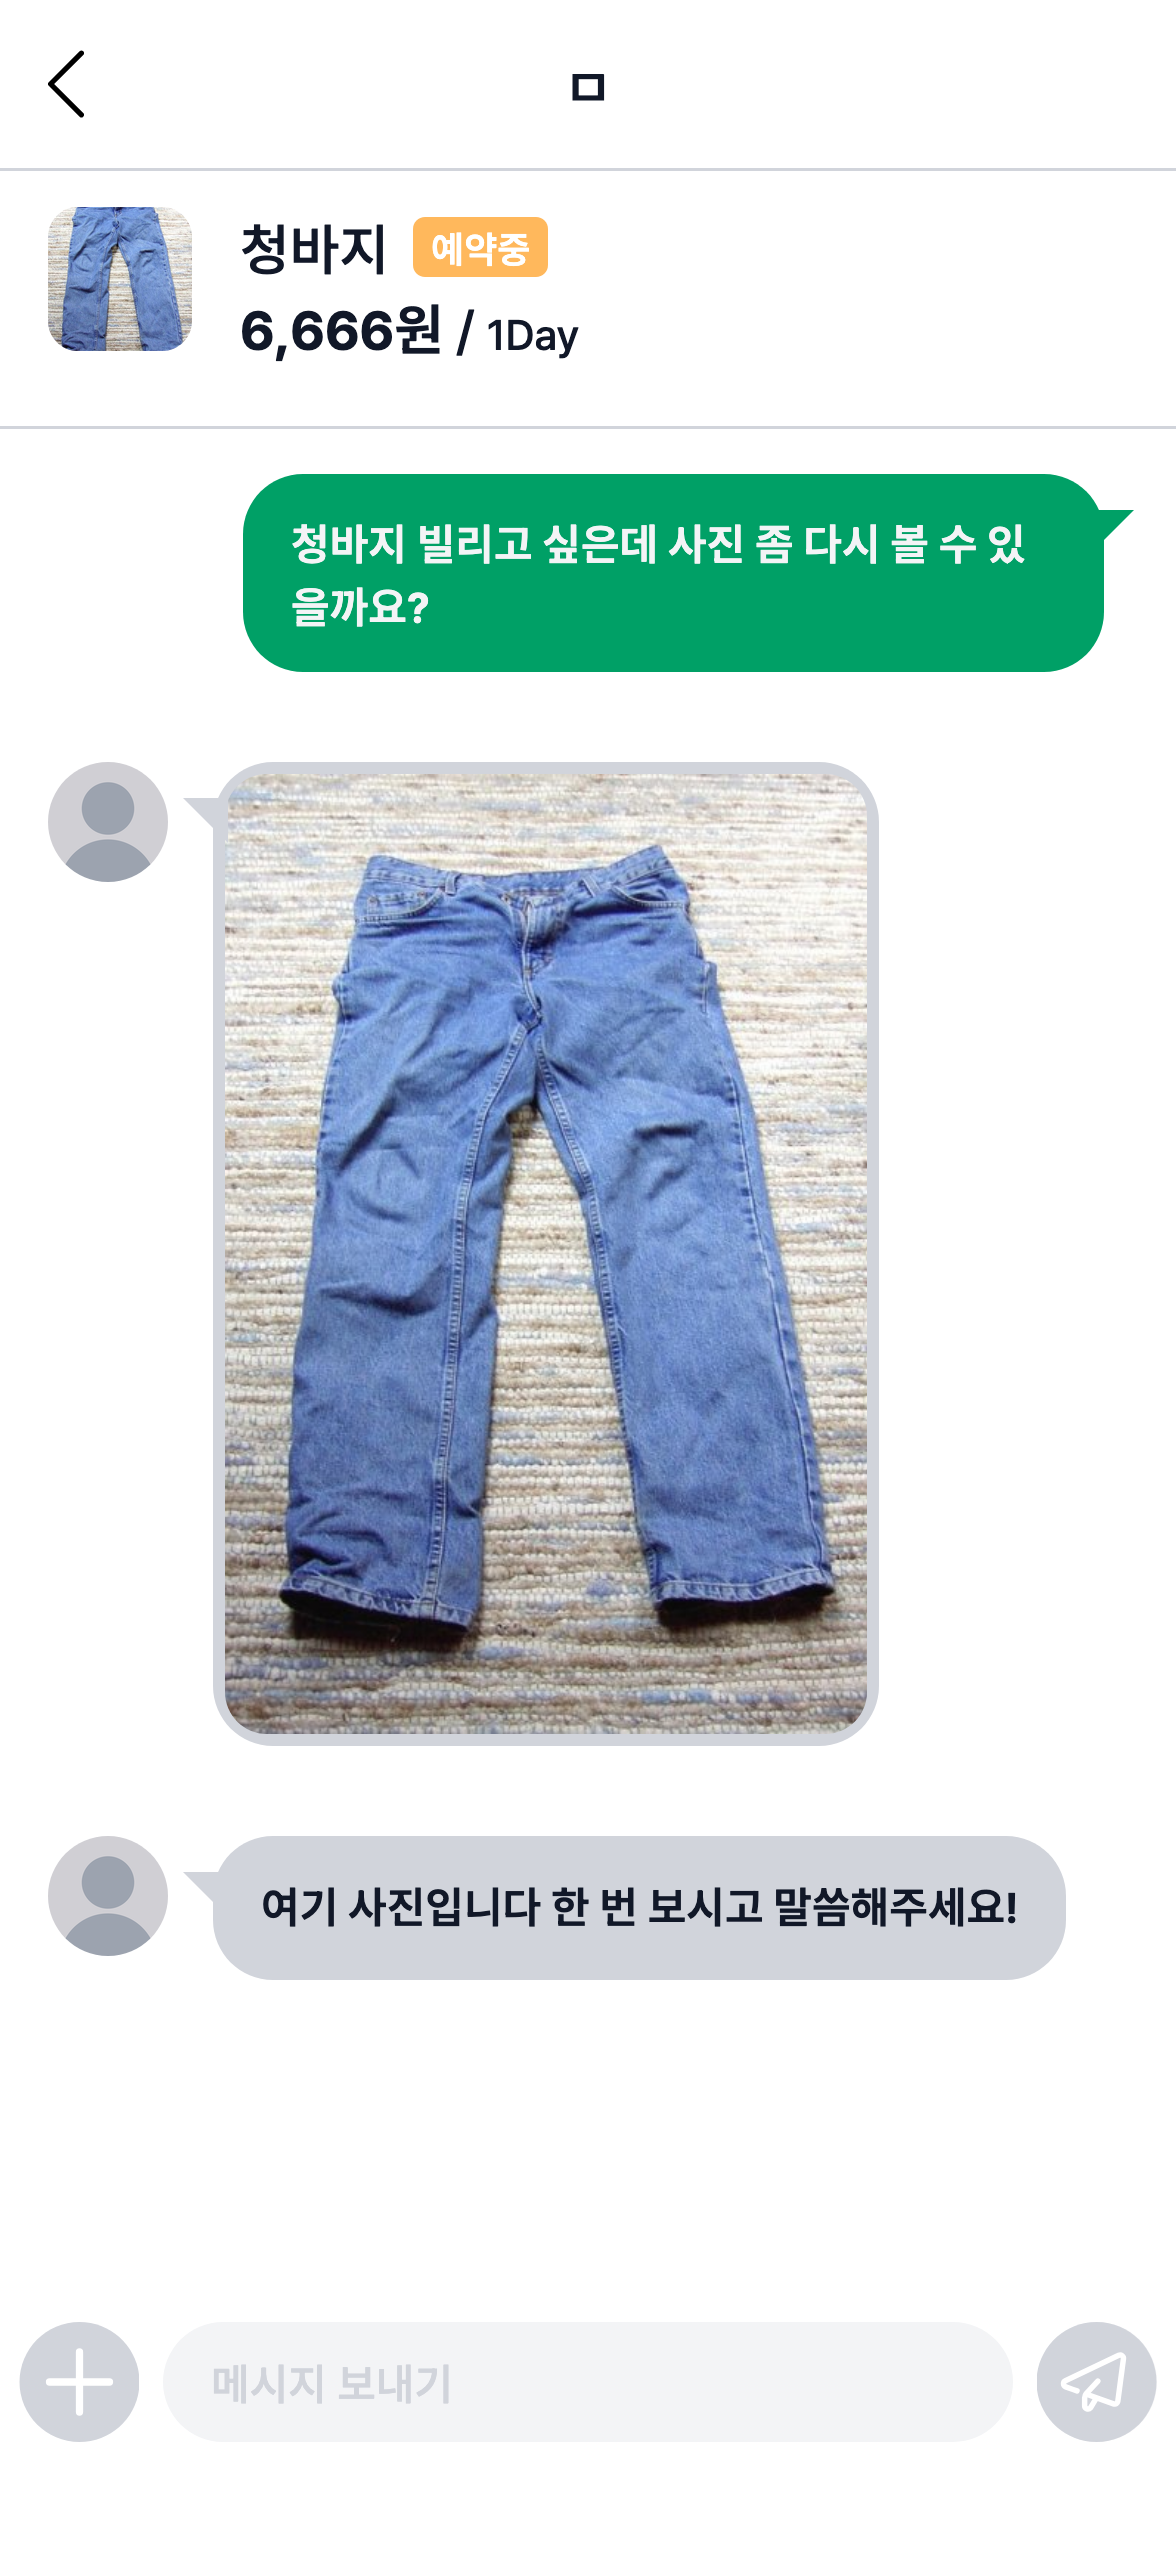 ㅁ
청바지 예약중
6,666원 / 1Day
청바지 빌리고 싶은데 사진 좀 다시 볼 수 있
을까요?
여기 사진입니다 한 번 보시고 말씀해주세요!
메시지 보내기